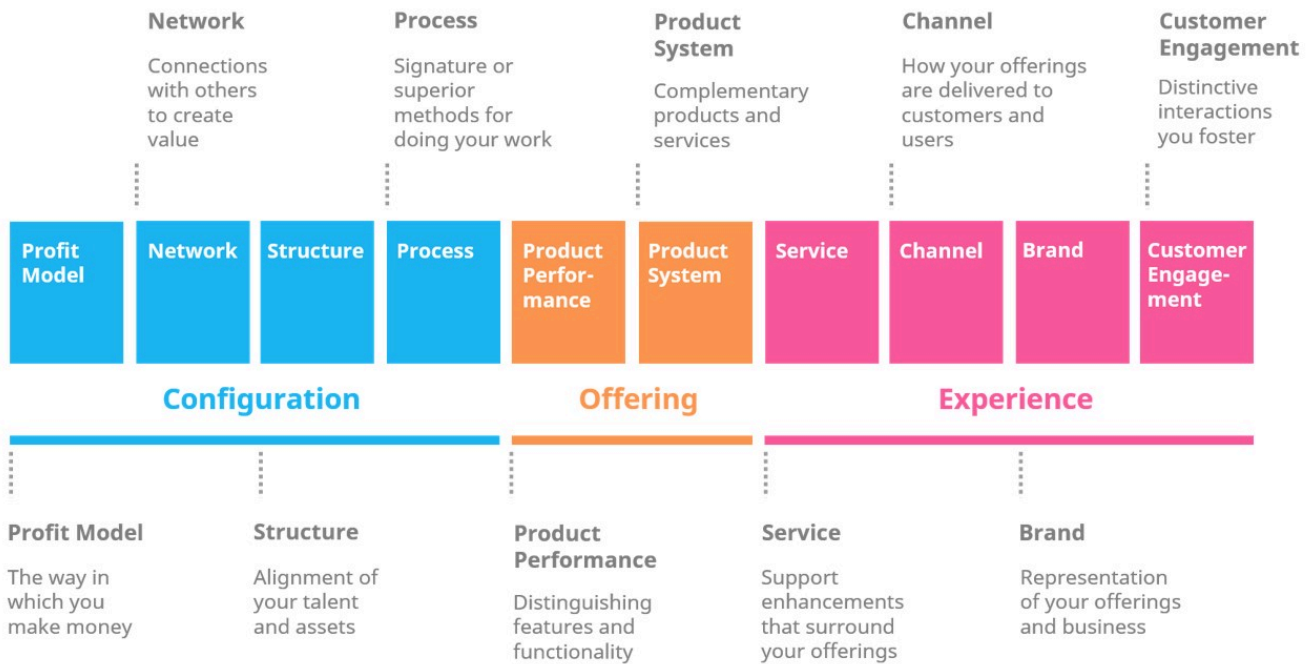 Network
Connections
with others
to create
value
Process
Signature or
superior
methods for
doing your work
Product
System
Complementary
products and
services
Channel
How your offerings
are delivered to
customers and
users
Customer
Engagement
Distinctive
interactions
you foster
Profit
Model
Network
Structure
Process
Product
Perfor-
mance
Product
System
Service
Channel
Brand
Customer
Engage-
ment
Configuration
Offering
Experience
Profit Model
The way in
which you
make money
Structure
Alignment of
your talent
and assets
Product
Performance
Distinguishing
features and
functionality
Service
Support
enhancements
that surround
your offerings
Brand
Representation
of your offerings
and business